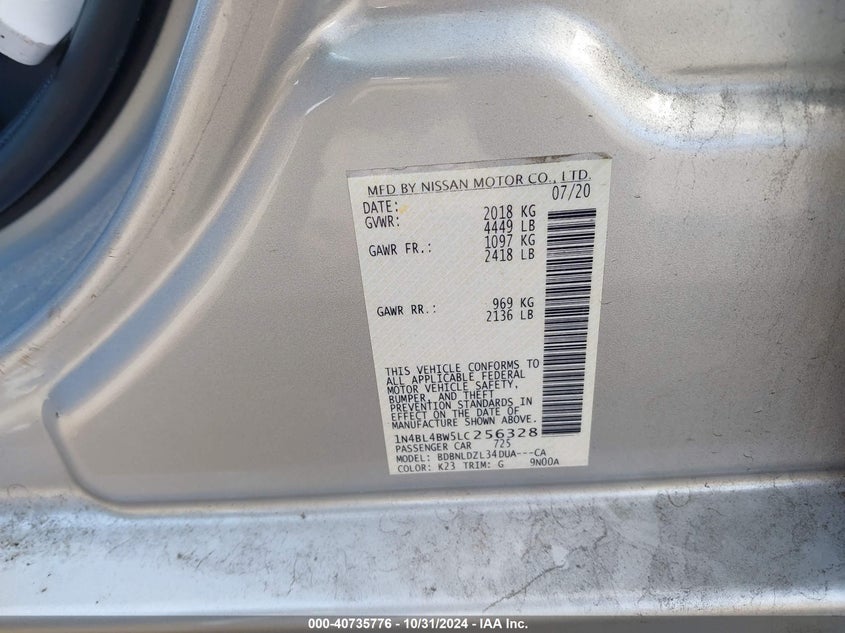 MFD BY NISSAN MOTOR CO., LTD.
DATE: 07/20
GVWR: 2018 KG
4449 LB
GAWR FR.: 1097 KG
2418 LB
GAWR RR.: 969 KG
2136 LB
THIS VEHICLE CONFORMS TO
ALL APPLICABLE FEDERAL
MOTOR VEHICLE SAFETY,
BUMPER, AND THEFT
PREVENTION STANDARDS IN
EFFECT ON THE DATE OF
MANUFACTURE SHOWN ABOVE.
1N4BL4BW5LC256328
PASSENGER CAR 725
MODEL: BDBNLDZL34DUA---CA
COLOR: K23 TRIM: G 9N00A
000-40735776 - 10/31/2024 - IAA Inc.